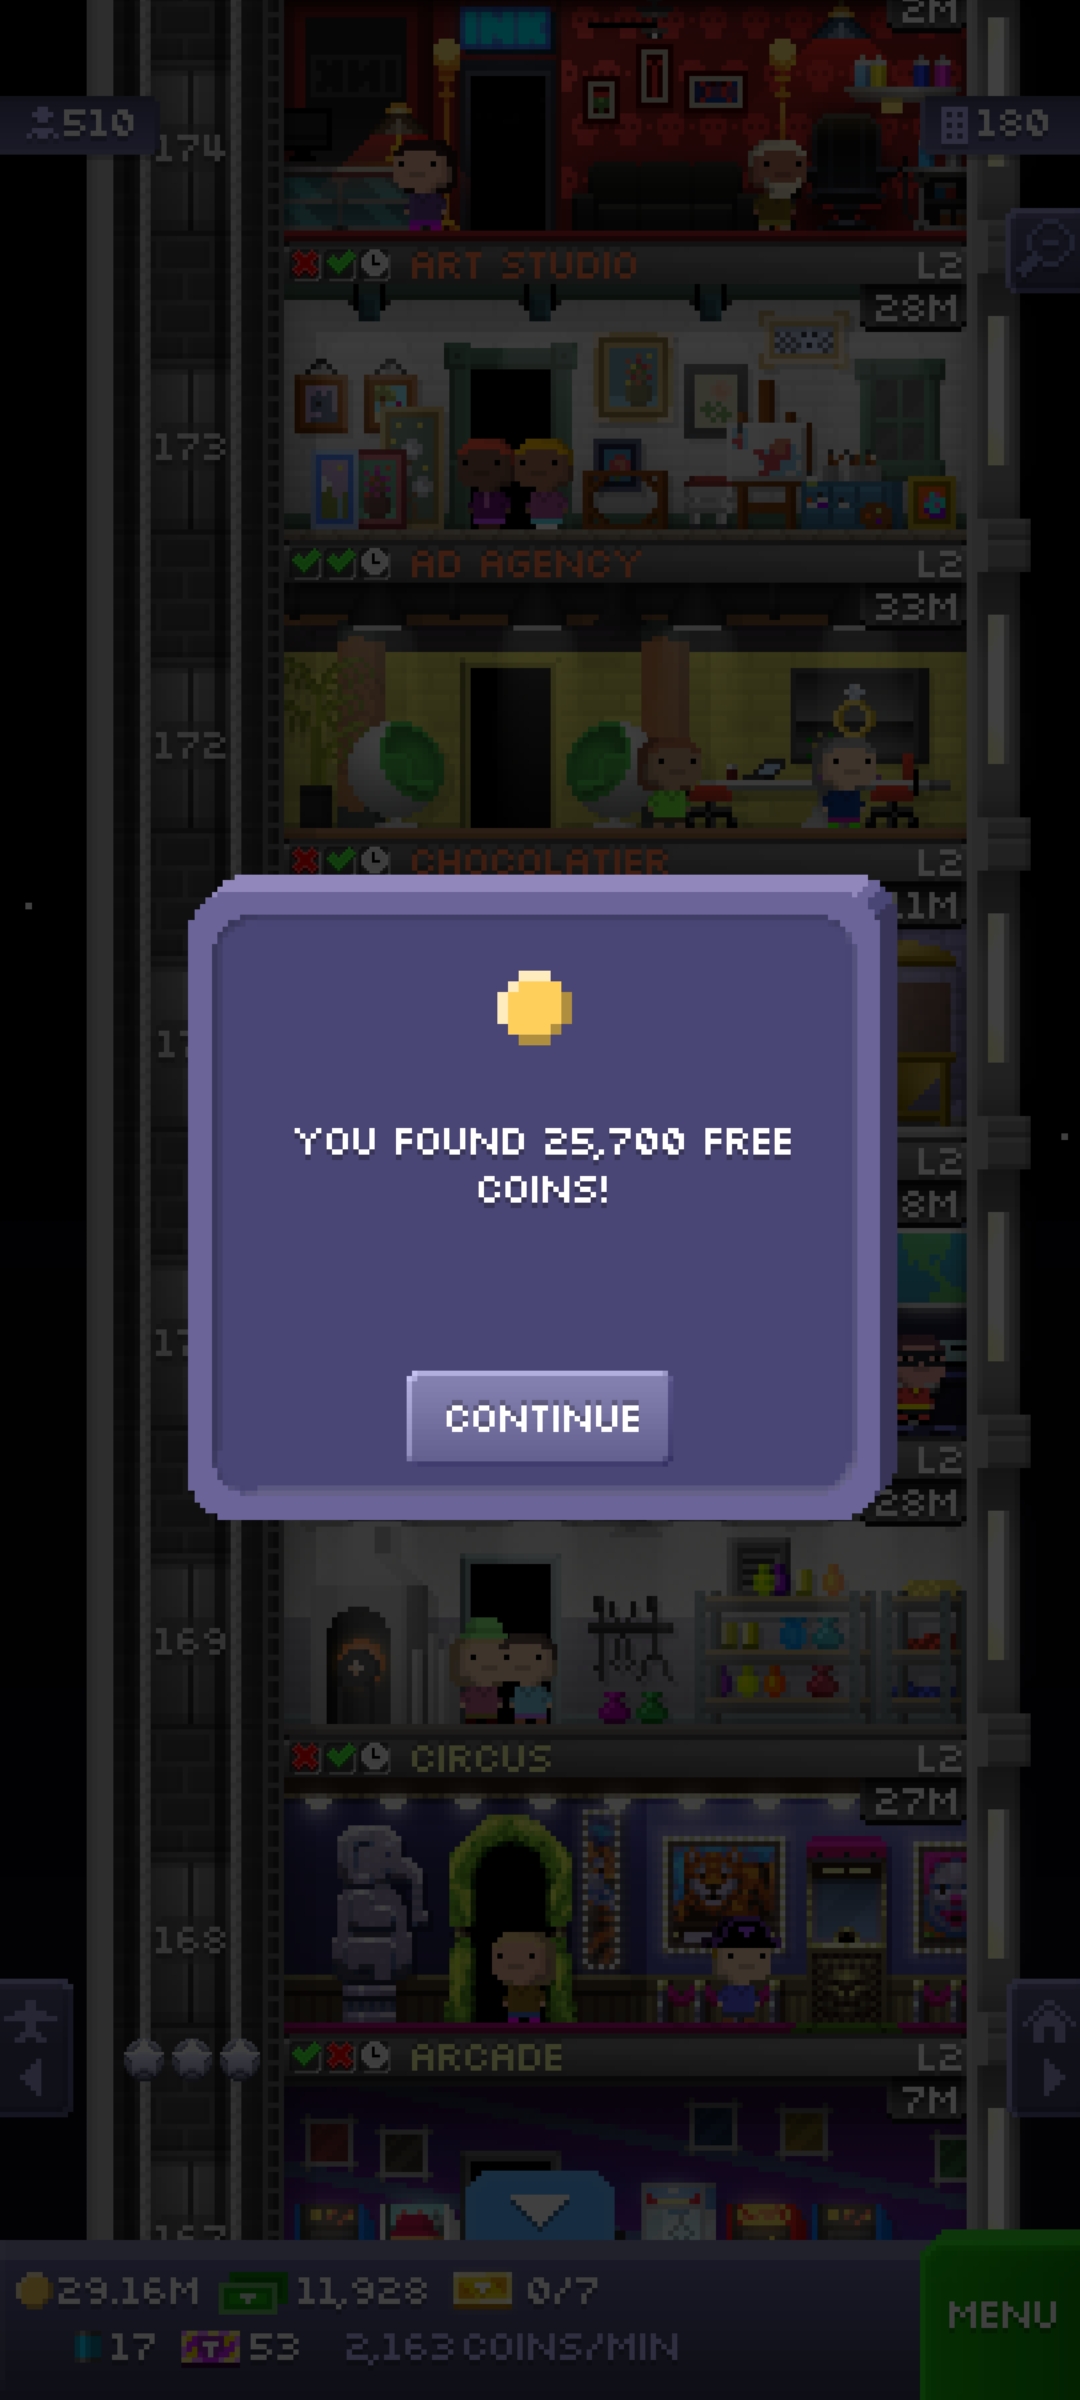 INK
2M
510
180
174
ART STUDIO
L2
28M
173
AD AGENCY
L2
33M
172
CHOCOLATIER
L2
1M
YOU FOUND 25,700 FREE
COINS!
L2
8M
CONTINUE
L2
28M
169
CIRCUS
L2
27M
168
ARCADE
L2
7M
167
29.16M
11,928
0/7
17
53
2,163 COINS/MIN
MENU